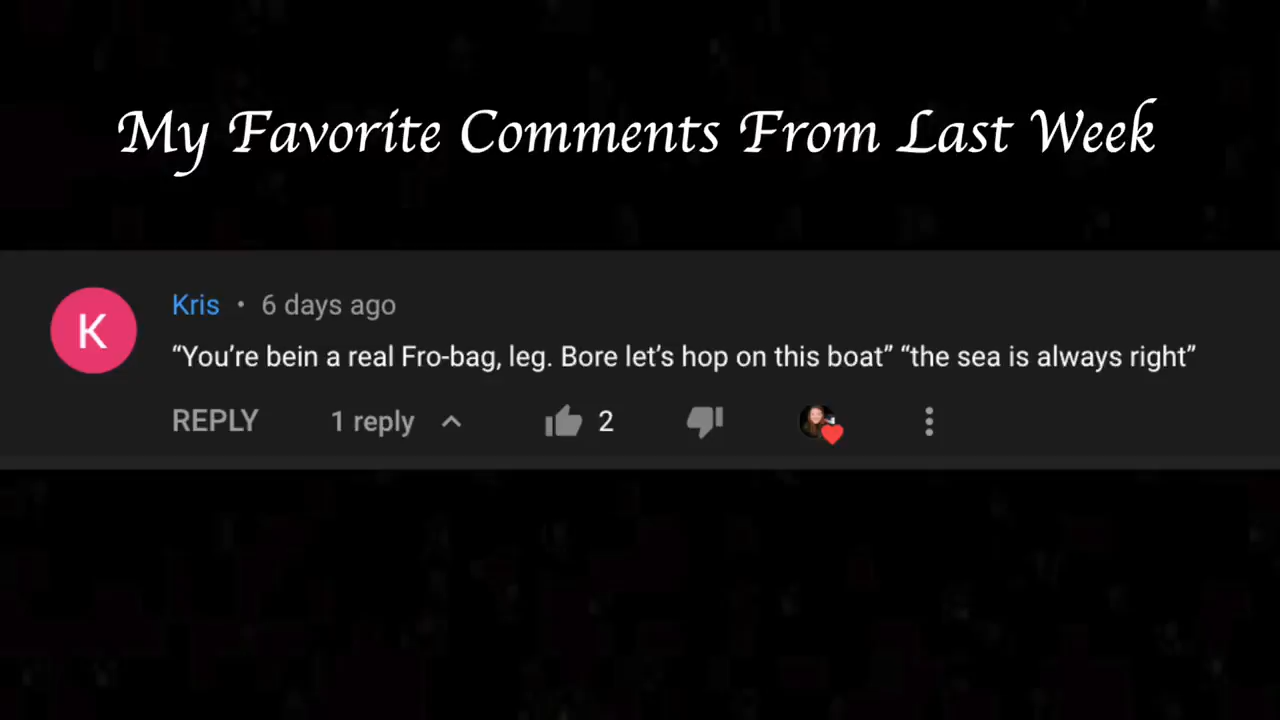 My Favorite Comments From Last Week
K
Kris • 6 days ago
“You’re bein a real Fro-bag, leg. Bore let’s hop on this boat” “the sea is always right”
REPLY 1 reply 2